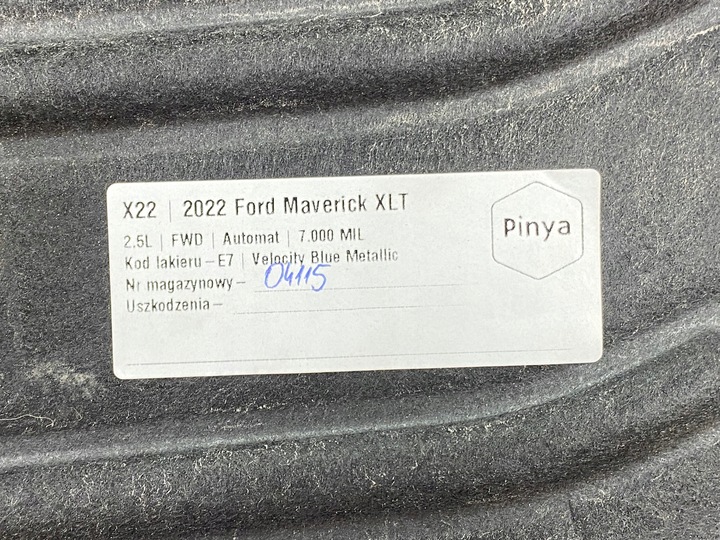 X22 | 2022 Ford Maverick XLT
Pinya
2.5L | FWD | Automat | 7.000 MIL
Kod lakieru – E7 | Velocity Blue Metallic
Nr magazynowy – 04115
Uszkodzenia –